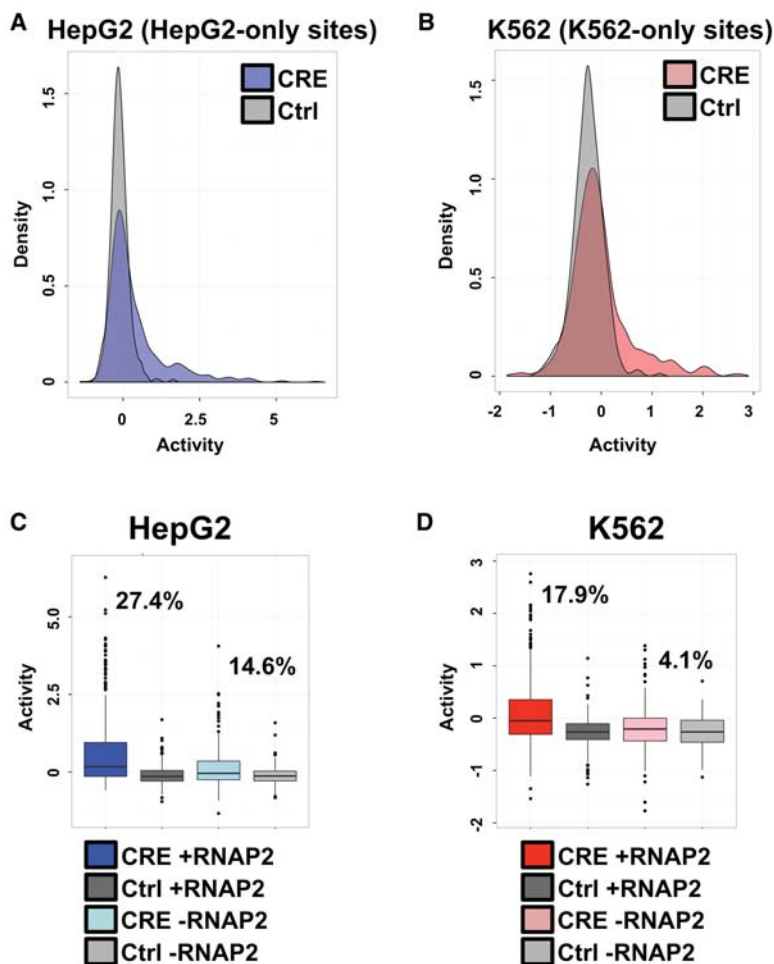 A
HepG2 (HepG2-only sites)
CRE
Ctrl
1.5
1.0
0.5
0
Density
0
2.5
5
Activity
B
K562 (K562-only sites)
CRE
Ctrl
1.5
1.0
0.5
0
Density
-2
-1
0
1
2
3
Activity
C
HepG2
27.4%
14.6%
5.0
2.5
0
Activity
CRE +RNAP2
Ctrl +RNAP2
CRE -RNAP2
Ctrl -RNAP2
D
K562
17.9%
4.1%
3
2
1
0
-1
-2
Activity
CRE +RNAP2
Ctrl +RNAP2
CRE -RNAP2
Ctrl -RNAP2